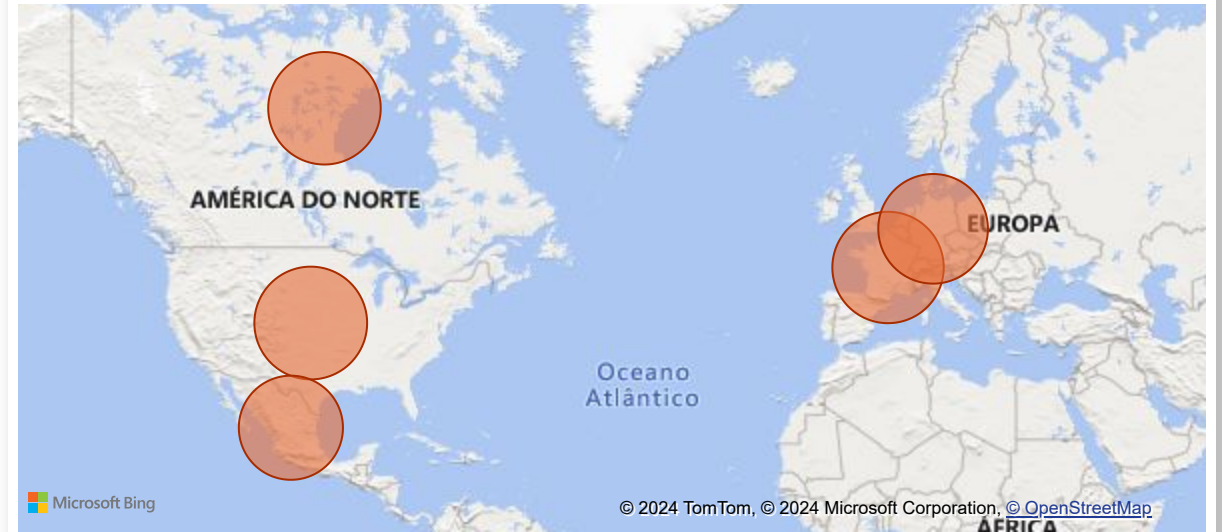 AMÉRICA DO NORTE
EUROPA
Oceano
Atlântico
Microsoft Bing
© 2024 TomTom, © 2024 Microsoft Corporation, © OpenStreetMap
ÁFRICA